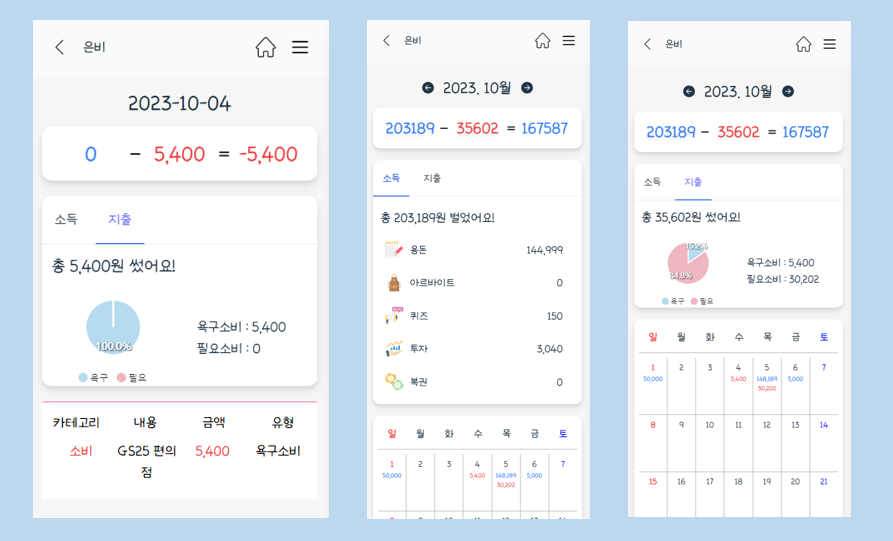 은비
2023-10-04
0 - 5,400 = -5,400
소득 지출
총 5,400원 썼어요!
100.0%
욕구소비 : 5,400
필요소비 : 0
욕구 필요
카테고리 내용 금액 유형
소비 GS25 편의점 5,400 욕구소비
은비
2023. 10월
203189 - 35602 = 167587
소득 지출
총 203,189원 벌었어요!
용돈 144,999
아르바이트 0
퀴즈 150
투자 3,040
복권 0
일 월 화 수 목 금 토
1 2 3 4 5 6 7
50,000 5,400 148,189 5,000
30,202
은비
2023. 10월
203189 - 35602 = 167587
소득 지출
총 35,602원 썼어요!
15.2%
84.8%
욕구소비 : 5,400
필요소비 : 30,202
욕구 필요
일 월 화 수 목 금 토
1 2 3 4 5 6 7
50,000 5,400 148,189 5,000
30,202
8 9 10 11 12 13 14
15 16 17 18 19 20 21